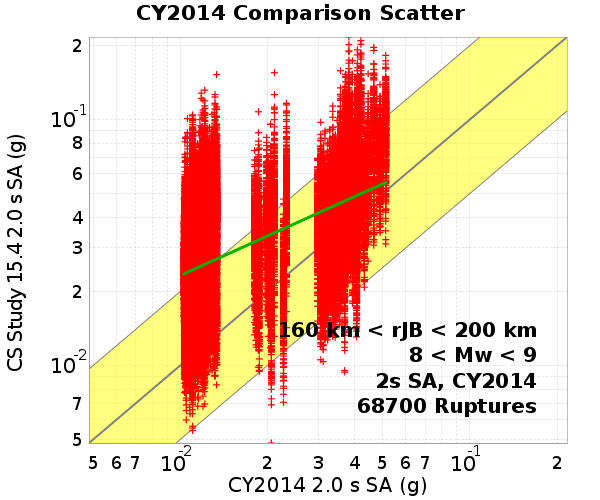 CY2014 Comparison Scatter
CS Study 15.4 2.0 s SA (g)
2
10⁻¹
8
6
4
3
2
10⁻²
7
5
160 km < rJB < 200 km
8 < Mw < 9
2s SA, CY2014
68700 Ruptures
5 6 7 10⁻² 2 3 4 5 6 7 10⁻¹ 2
CY2014 2.0 s SA (g)